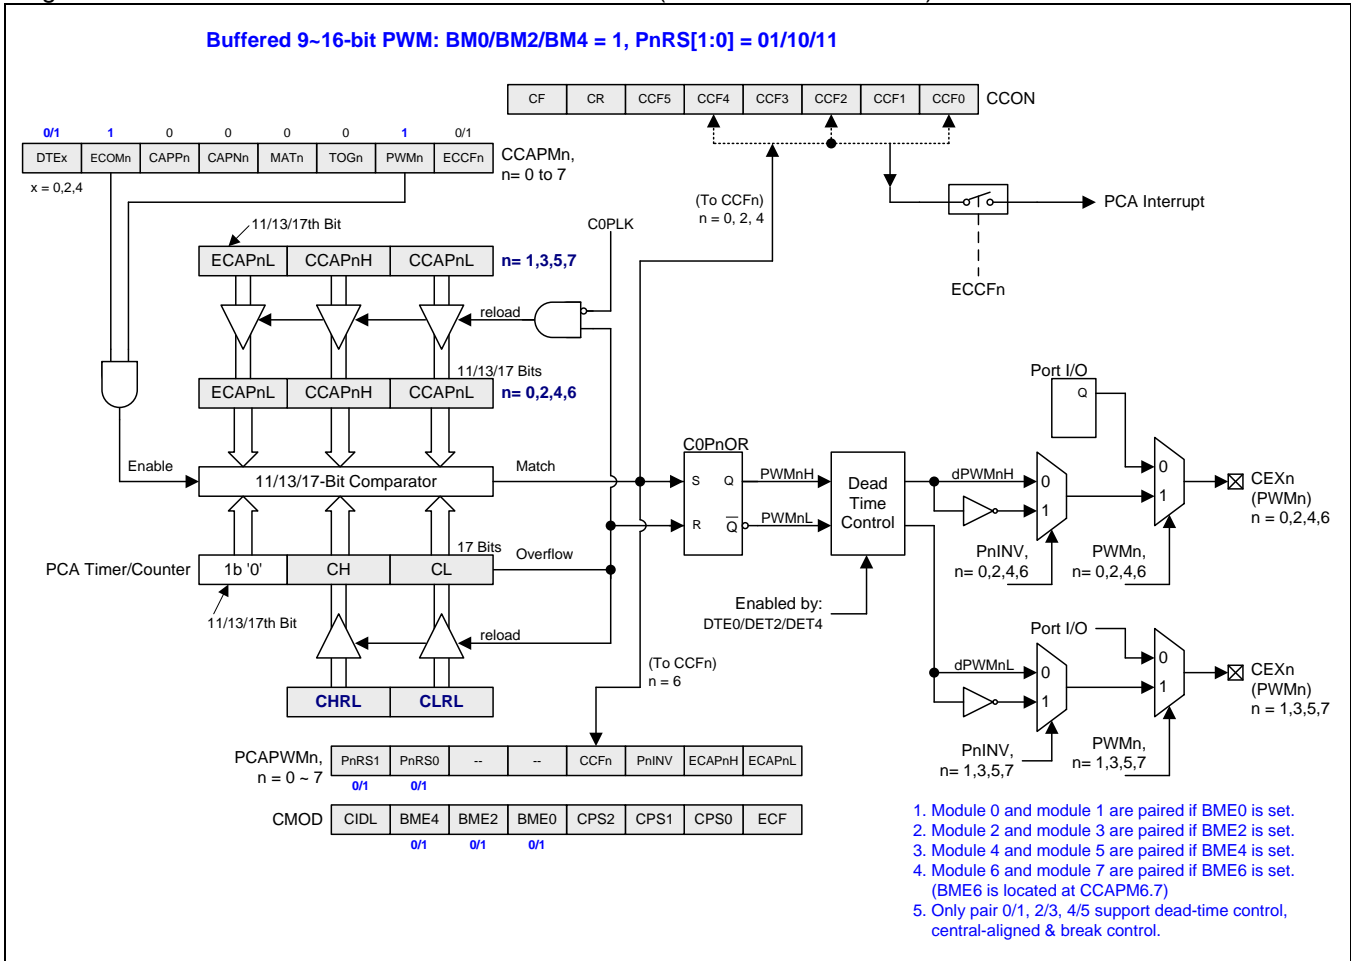 Buffered 9~16-bit PWM: BM0/BM2/BM4 = 1, PnRS[1:0] = 01/10/11
CF CR CCF5 CCF4 CCF3 CCF2 CCF1 CCF0 CCON
0/1 1 0 0 0 0 1 0/1
DTEx ECOMn CAPPn CAPNn MATn TOGn PWMn ECCFn CCAPMn,
n= 0 to 7
x = 0,2,4
(To CCFn)
n = 0, 2, 4
PCA Interrupt
ECCFn
11/13/17th Bit
C0PLK
ECAPnL CCAPnH CCAPnL n= 1,3,5,7
reload
11/13/17 Bits
ECAPnL CCAPnH CCAPnL n= 0,2,4,6
Port I/O
Q
C0PnOR
Enable
11/13/17-Bit Comparator
Match
S Q PWMnH
R Q PWMnL
Dead
Time
Control
dPWMnH
0
1
0
1
CEXn
(PWMn)
n = 0,2,4,6
PnINV,
n= 0,2,4,6
PWMn,
n= 0,2,4,6
17 Bits
Overflow
PCA Timer/Counter 1b '0' CH CL
11/13/17th Bit
reload
Enabled by:
DTE0/DET2/DET4
Port I/O
dPWMnL
0
1
0
1
CEXn
(PWMn)
n = 1,3,5,7
PnINV,
n= 1,3,5,7
PWMn,
n= 1,3,5,7
(To CCFn)
n = 6
CHRL CLRL
PCAPWMn,
n = 0 ~ 7
PnRS1 PnRS0 -- -- CCFn PnINV ECAPnH ECAPnL
0/1 0/1
CMOD CIDL BME4 BME2 BME0 CPS2 CPS1 CPS0 ECF
0/1 0/1 0/1
1. Module 0 and module 1 are paired if BME0 is set.
2. Module 2 and module 3 are paired if BME2 is set.
3. Module 4 and module 5 are paired if BME4 is set.
4. Module 6 and module 7 are paired if BME6 is set.
(BME6 is located at CCAPM6.7)
5. Only pair 0/1, 2/3, 4/5 support dead-time control,
central-aligned & break control.